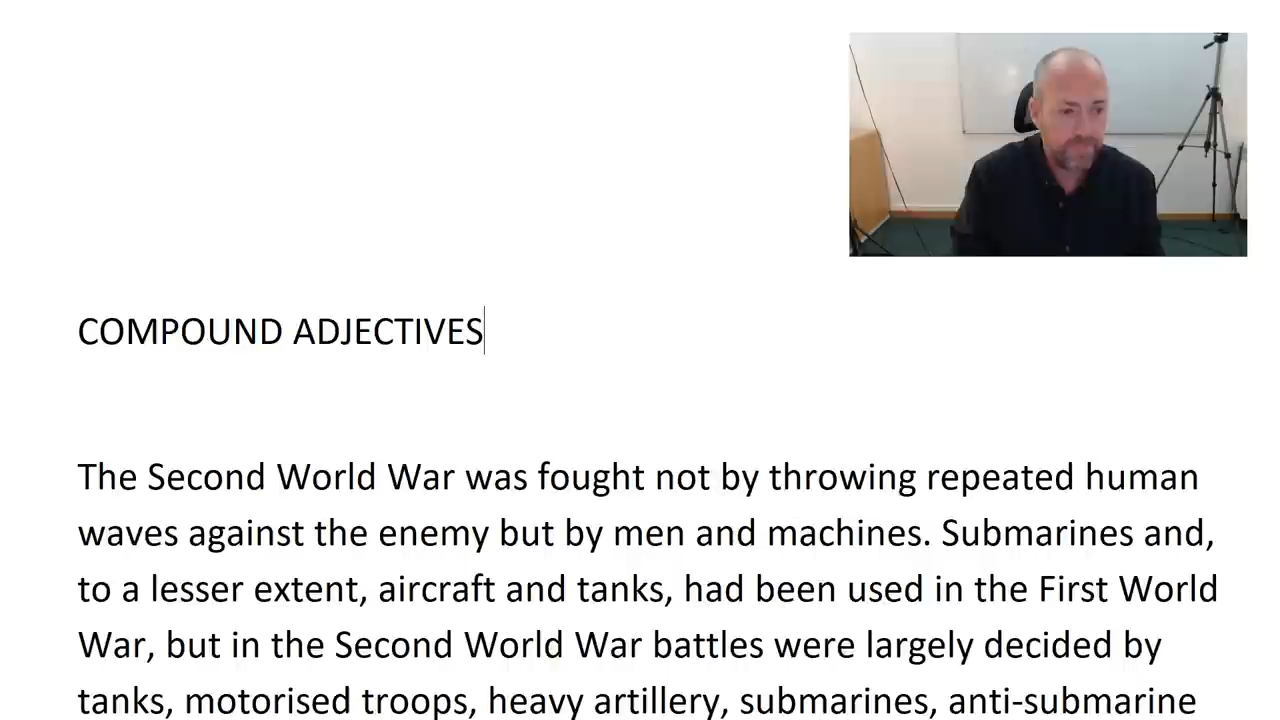 COMPOUND ADJECTIVES
The Second World War was fought not by throwing repeated human
waves against the enemy but by men and machines. Submarines and,
to a lesser extent, aircraft and tanks, had been used in the First World
War, but in the Second World War battles were largely decided by
tanks, motorised troops, heavy artillery, submarines, anti-submarine